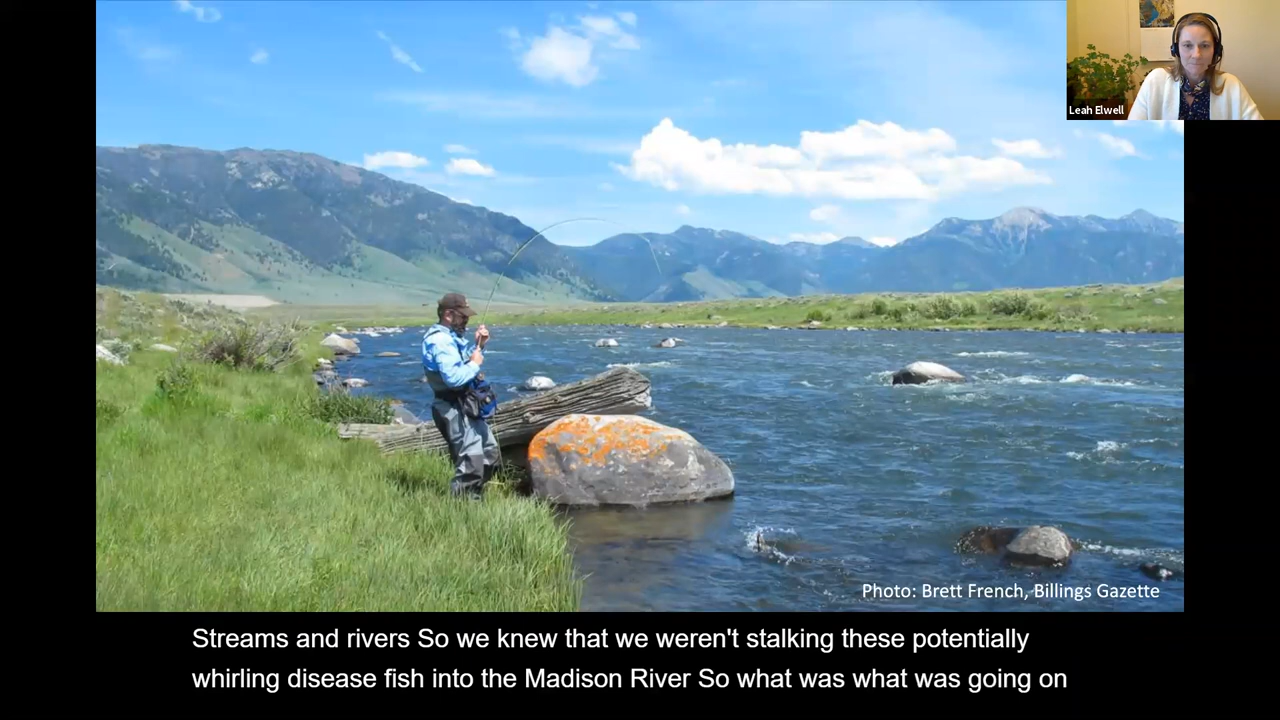 Leah Elwell
Photo: Brett French, Billings Gazette
Streams and rivers So we knew that we weren't stalking these potentially
whirling disease fish into the Madison River So what was what was going on